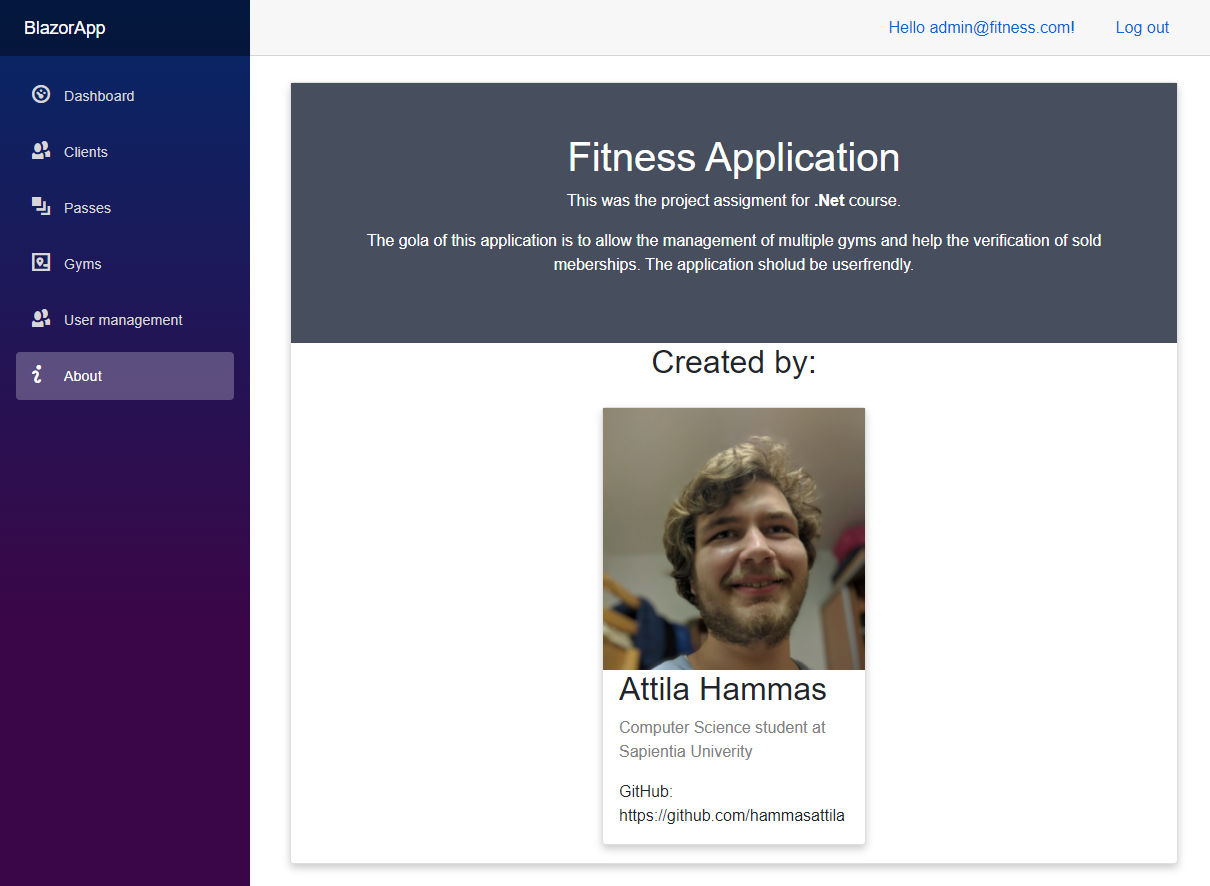 BlazorApp
Hello admin@fitness.com!
Log out
Dashboard
Clients
Passes
Gyms
User management
About
Fitness Application
This was the project assigment for .Net course.
The gola of this application is to allow the management of multiple gyms and help the verification of sold
meberships. The application sholud be userfrendly.
Created by:
Attila Hammas
Computer Science student at
Sapientia Univerity
GitHub:
https://github.com/hammasattila